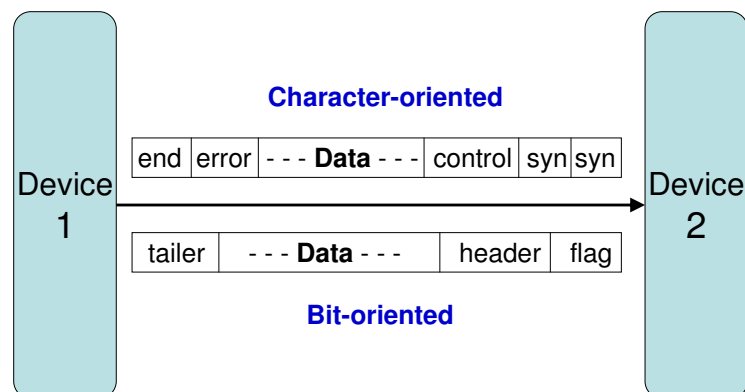 Character-oriented
end error - - - Data - - - control syn syn
Device
1
Device
2
tailer - - - Data - - - header flag
Bit-oriented